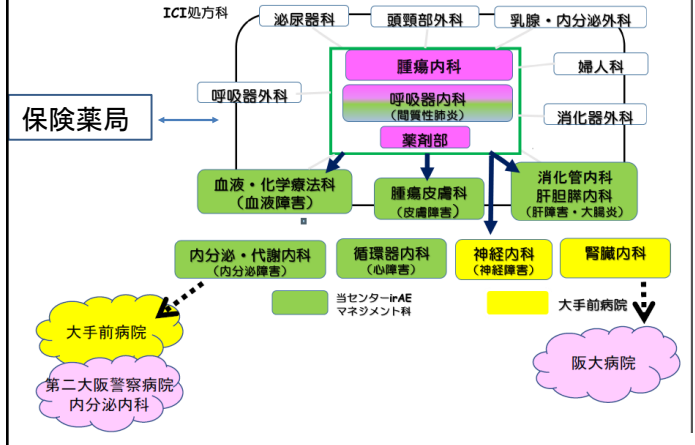 ICI処方科
泌尿器科
頭頸部外科
乳腺・内分泌外科
腫瘍内科
婦人科
呼吸器外科
呼吸器内科
(間質性肺炎)
消化器外科
保険薬局
薬剤部
血液・化学療法科
(血液障害)
腫瘍皮膚科
(皮膚障害)
消化管内科
肝胆膵内科
(肝障害・大腸炎)
内分泌・代謝内科
(内分泌障害)
循環器内科
(心障害)
神経内科
(神経障害)
腎臓内科
当センターirAE
マネジメント科
大手前病院
大手前病院
第二大阪警察病院
内分泌内科
阪大病院